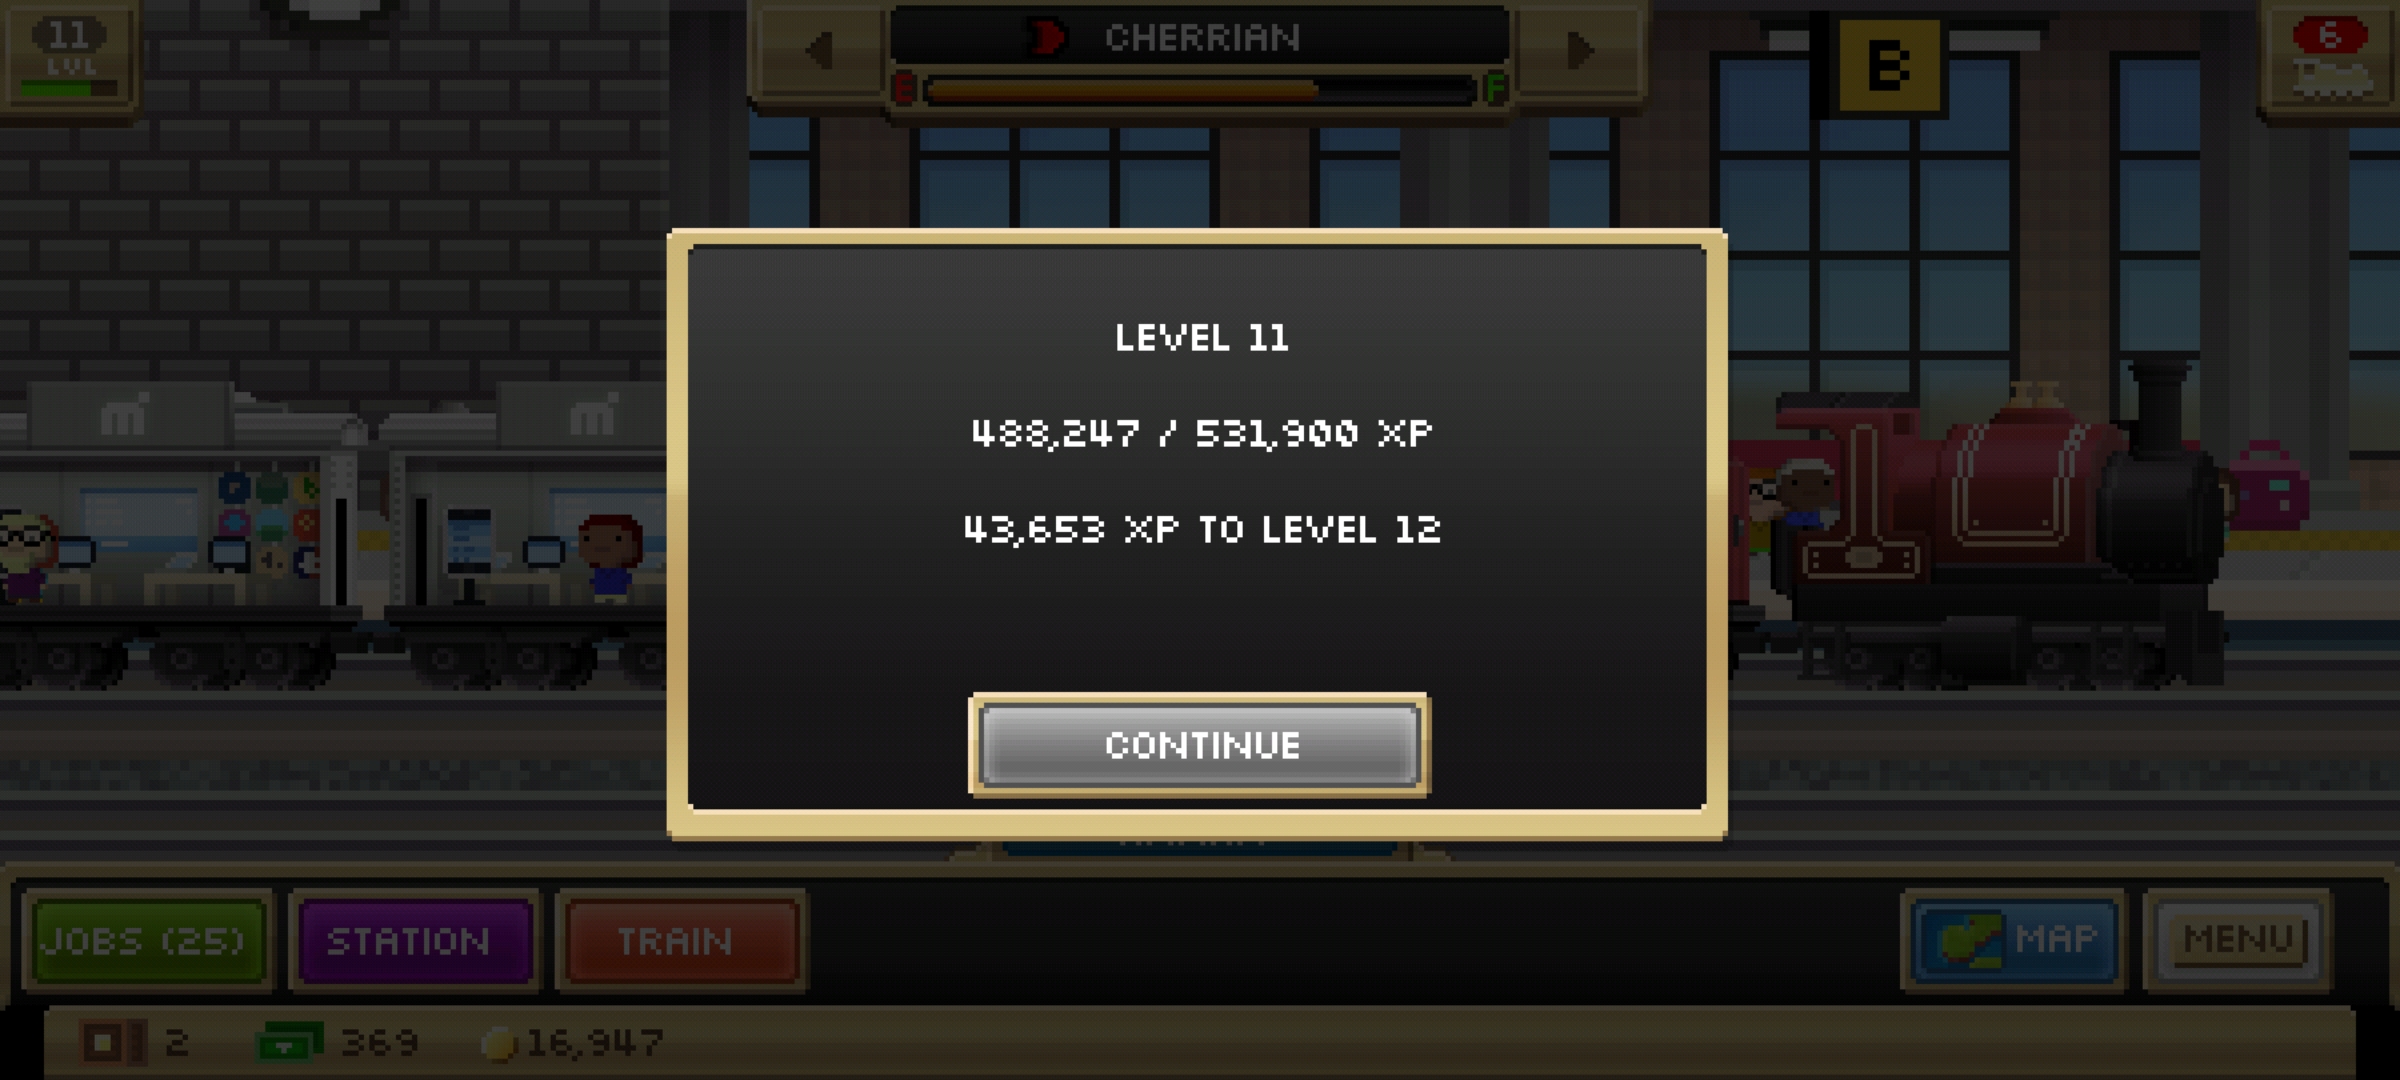 11
LVL
CHERRIAN
E
F
B
6
LEVEL 11
488,247 / 531,900 XP
43,653 XP TO LEVEL 12
CONTINUE
JOBS (25)
STATION
TRAIN
MAP
MENU
2
369
16,947